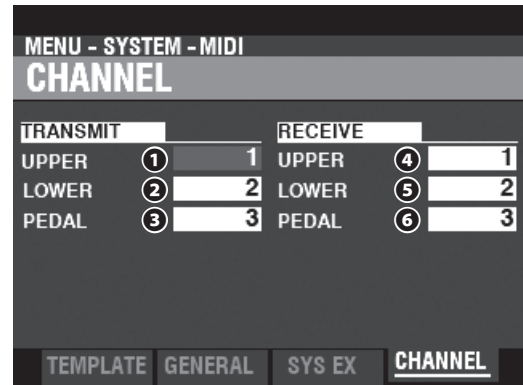 MENU - SYSTEM - MIDI
CHANNEL
TRANSMIT RECEIVE
UPPER ① 1 UPPER ④ 1
LOWER ② 2 LOWER ⑤ 2
PEDAL ③ 3 PEDAL ⑥ 3
TEMPLATE GENERAL SYS EX CHANNEL